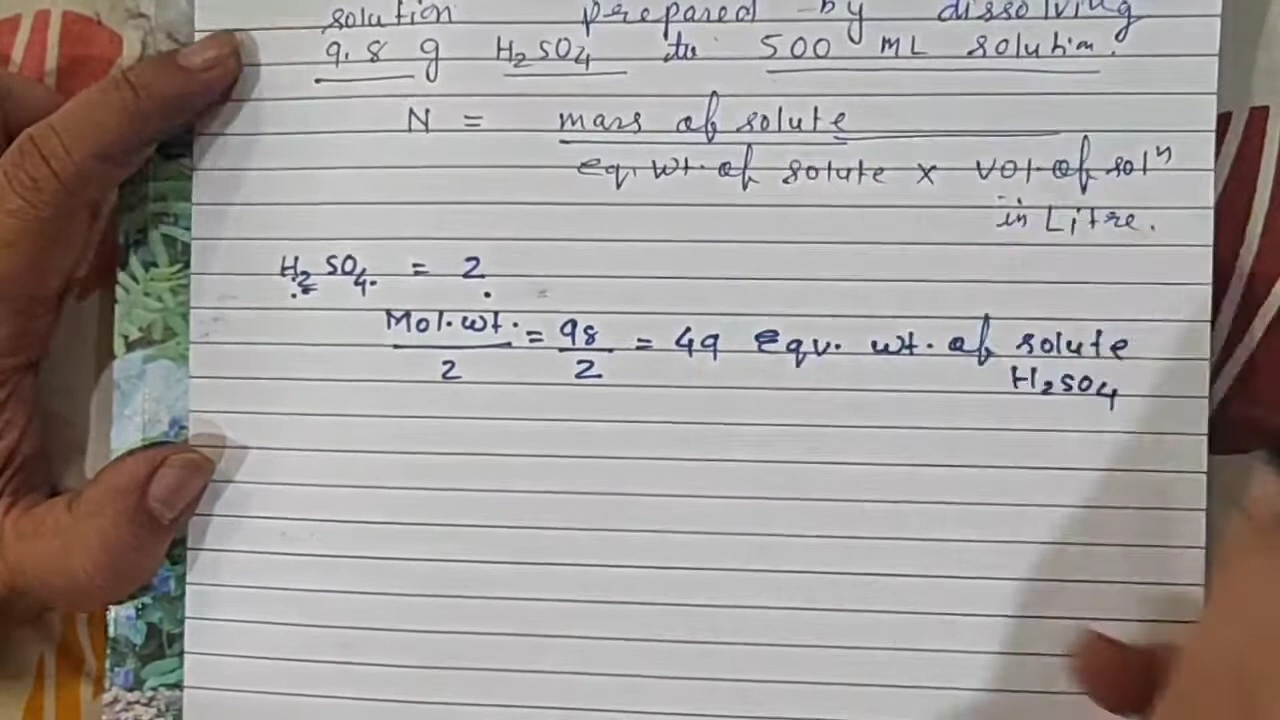 solution prepared by dissolving
9.8 g H₂SO₄ to 500 ML solution.
N = mass of solute
eq. wt. of solute x vol. of solⁿ
in Litre.
H₂SO₄. = 2
Mol. wt. = 98 = 49 eqv. wt. of solute
2 2 H₂SO₄